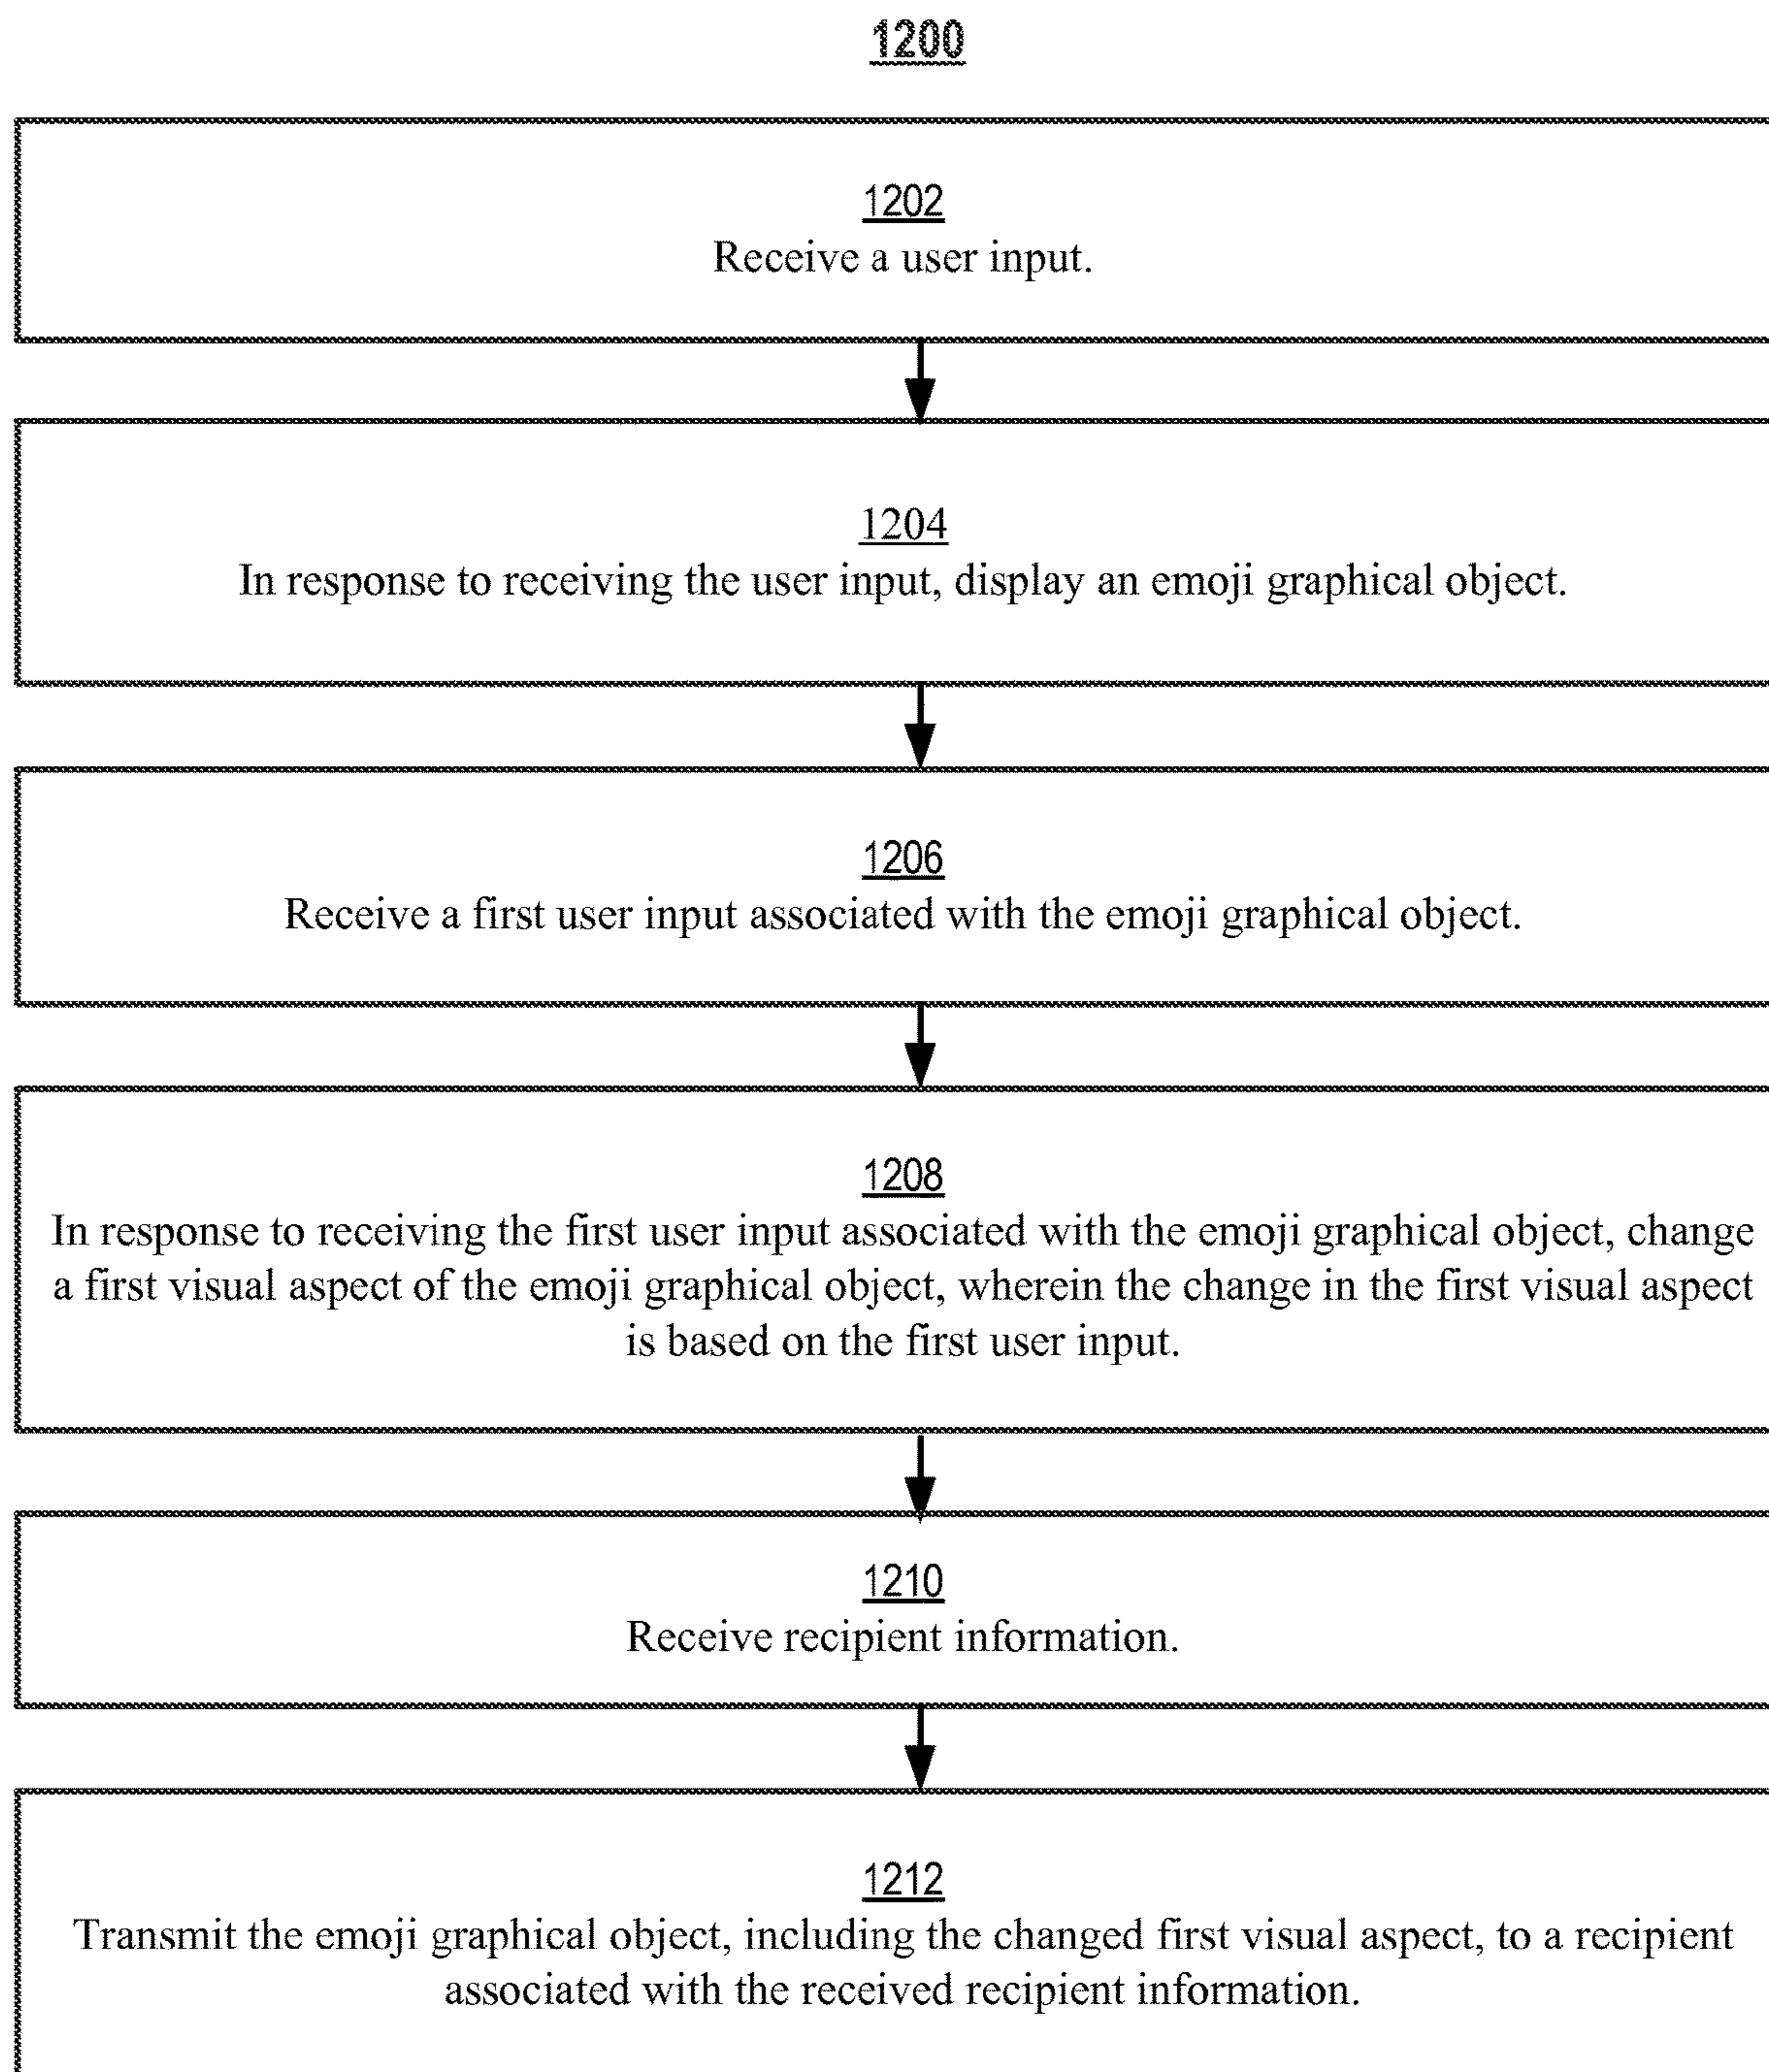 1200
1202
Receive a user input.
1204
In response to receiving the user input, display an emoji graphical object.
1206
Receive a first user input associated with the emoji graphical object.
1208
In response to receiving the first user input associated with the emoji graphical object, change
a first visual aspect of the emoji graphical object, wherein the change in the first visual aspect
is based on the first user input.
1210
Receive recipient information.
1212
Transmit the emoji graphical object, including the changed first visual aspect, to a recipient
associated with the received recipient information.